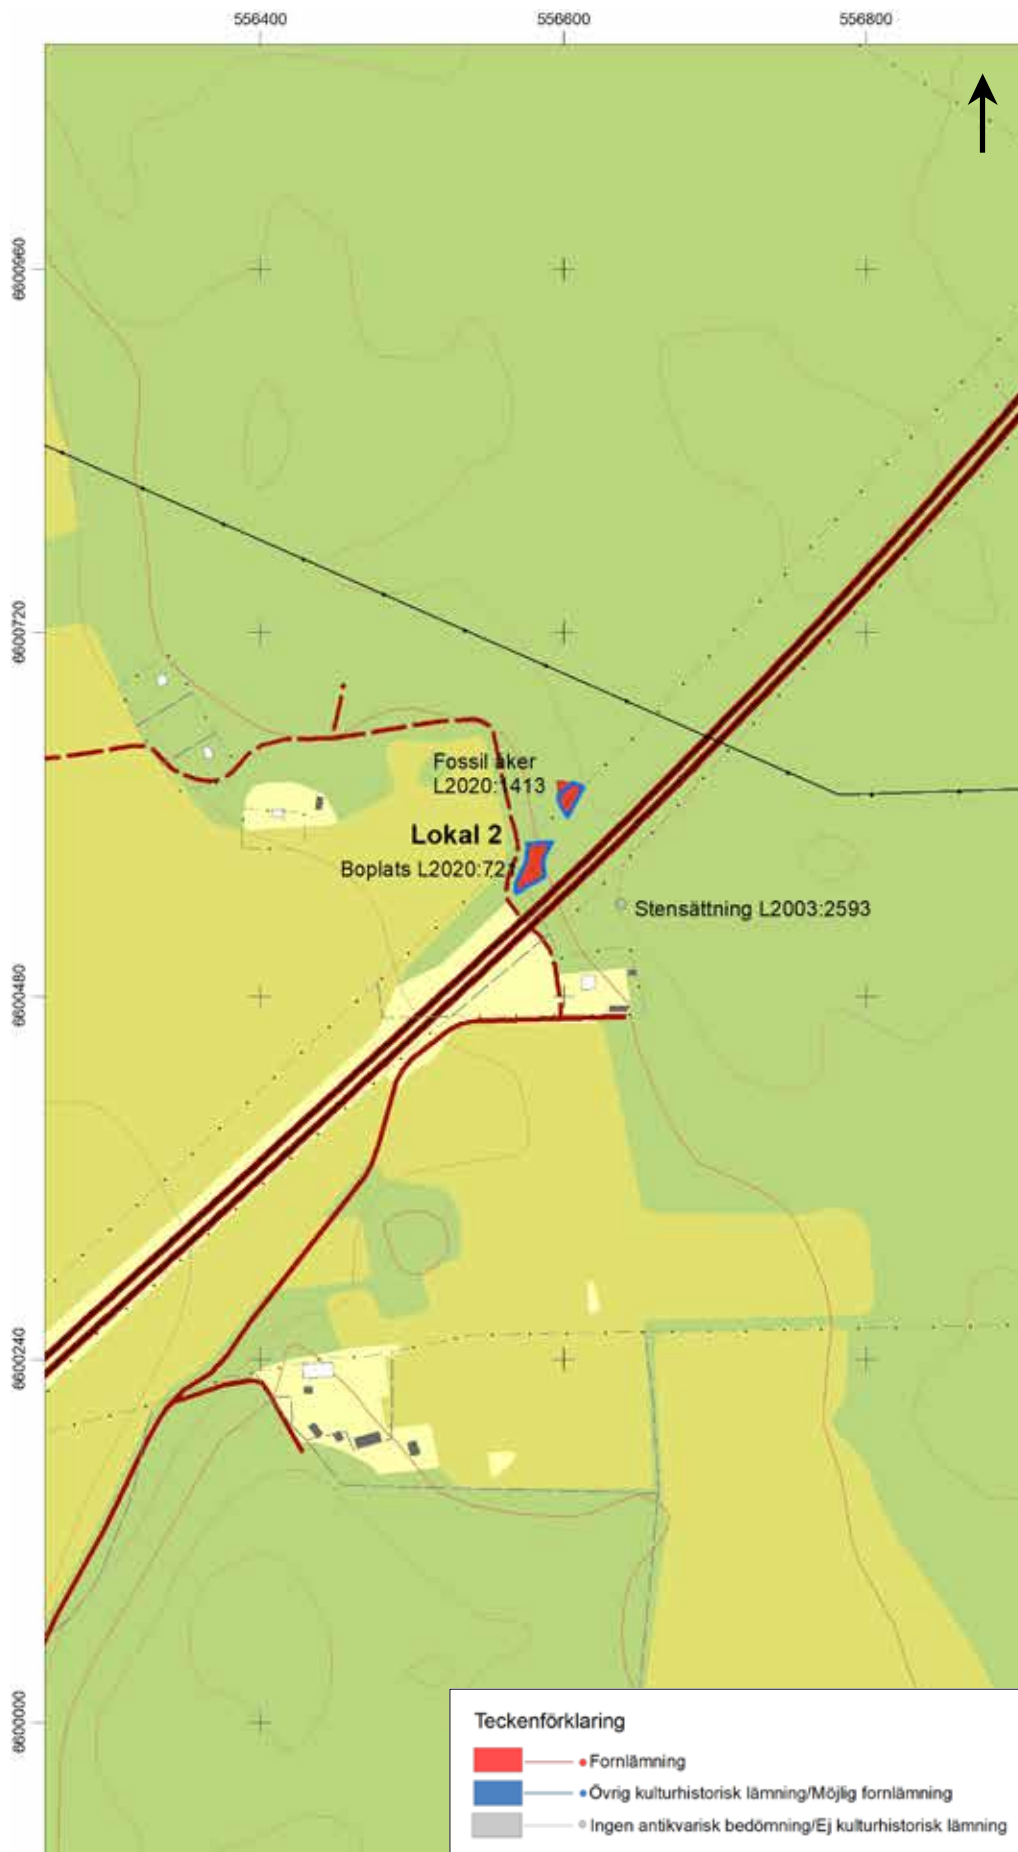 556400
556600
556800
6600960
6600720
Fossil åker
L2020:1413
Lokal 2
Boplats L2020:721
Stensättning L2003:2593
6600480
6600240
6600000
Teckenförklaring
Fornlämning
Övrig kulturhistorisk lämning/Möjlig fornlämning
Ingen antikvarisk bedömning/Ej kulturhistorisk lämning